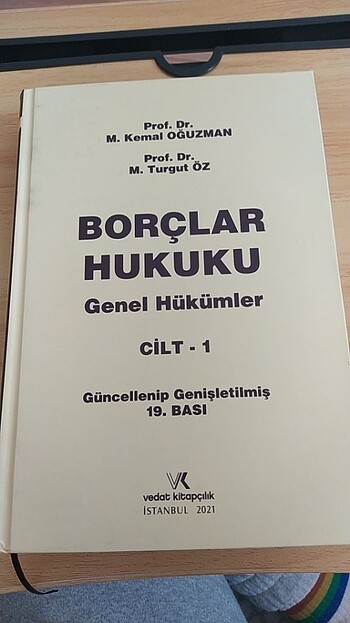 Prof. Dr.
M. Kemal OĞUZMAN
Prof. Dr.
M. Turgut ÖZ
BORÇLAR
HUKUKU
Genel Hükümler
CİLT - 1
Güncellenip Genişletilmiş
19. BASI
VK
vedat kitapçılık
İSTANBUL 2021